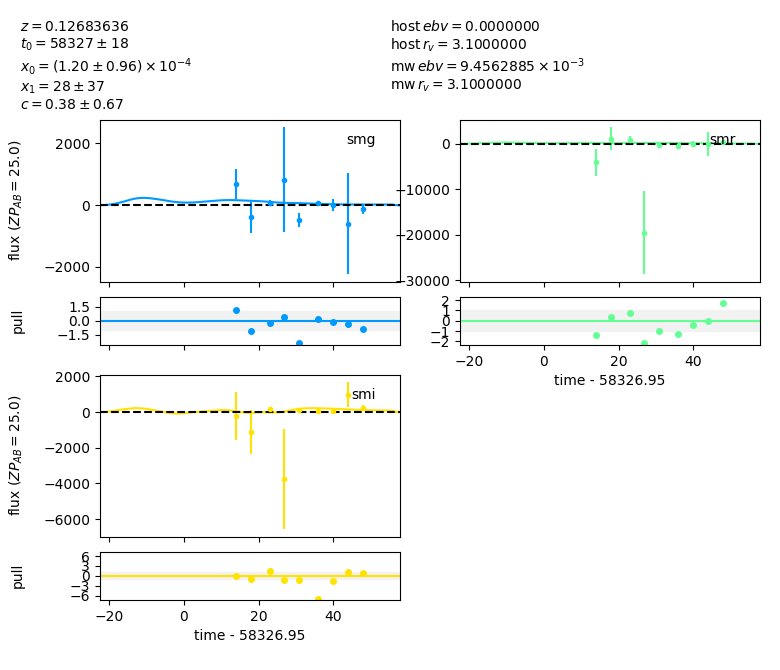 z = 0.12683636
t₀ = 58327 ± 18
x₀ = (1.20 ± 0.96) × 10⁻⁴
x₁ = 28 ± 37
c = 0.38 ± 0.67
host ebv = 0.0000000
host r_v = 3.1000000
mw ebv = 9.4562885 × 10⁻³
mw r_v = 3.1000000
smg
2000
0
−2000
flux (ZP_AB = 25.0)
smr
0
−10000
−20000
−30000
pull
1.5
0.0
−1.5
2
1
0
−1
−2
−20
0
20
40
time - 58326.95
smi
2000
0
−2000
−4000
−6000
flux (ZP_AB = 25.0)
pull
6
3
0
−3
−6
−20
0
20
40
time - 58326.95